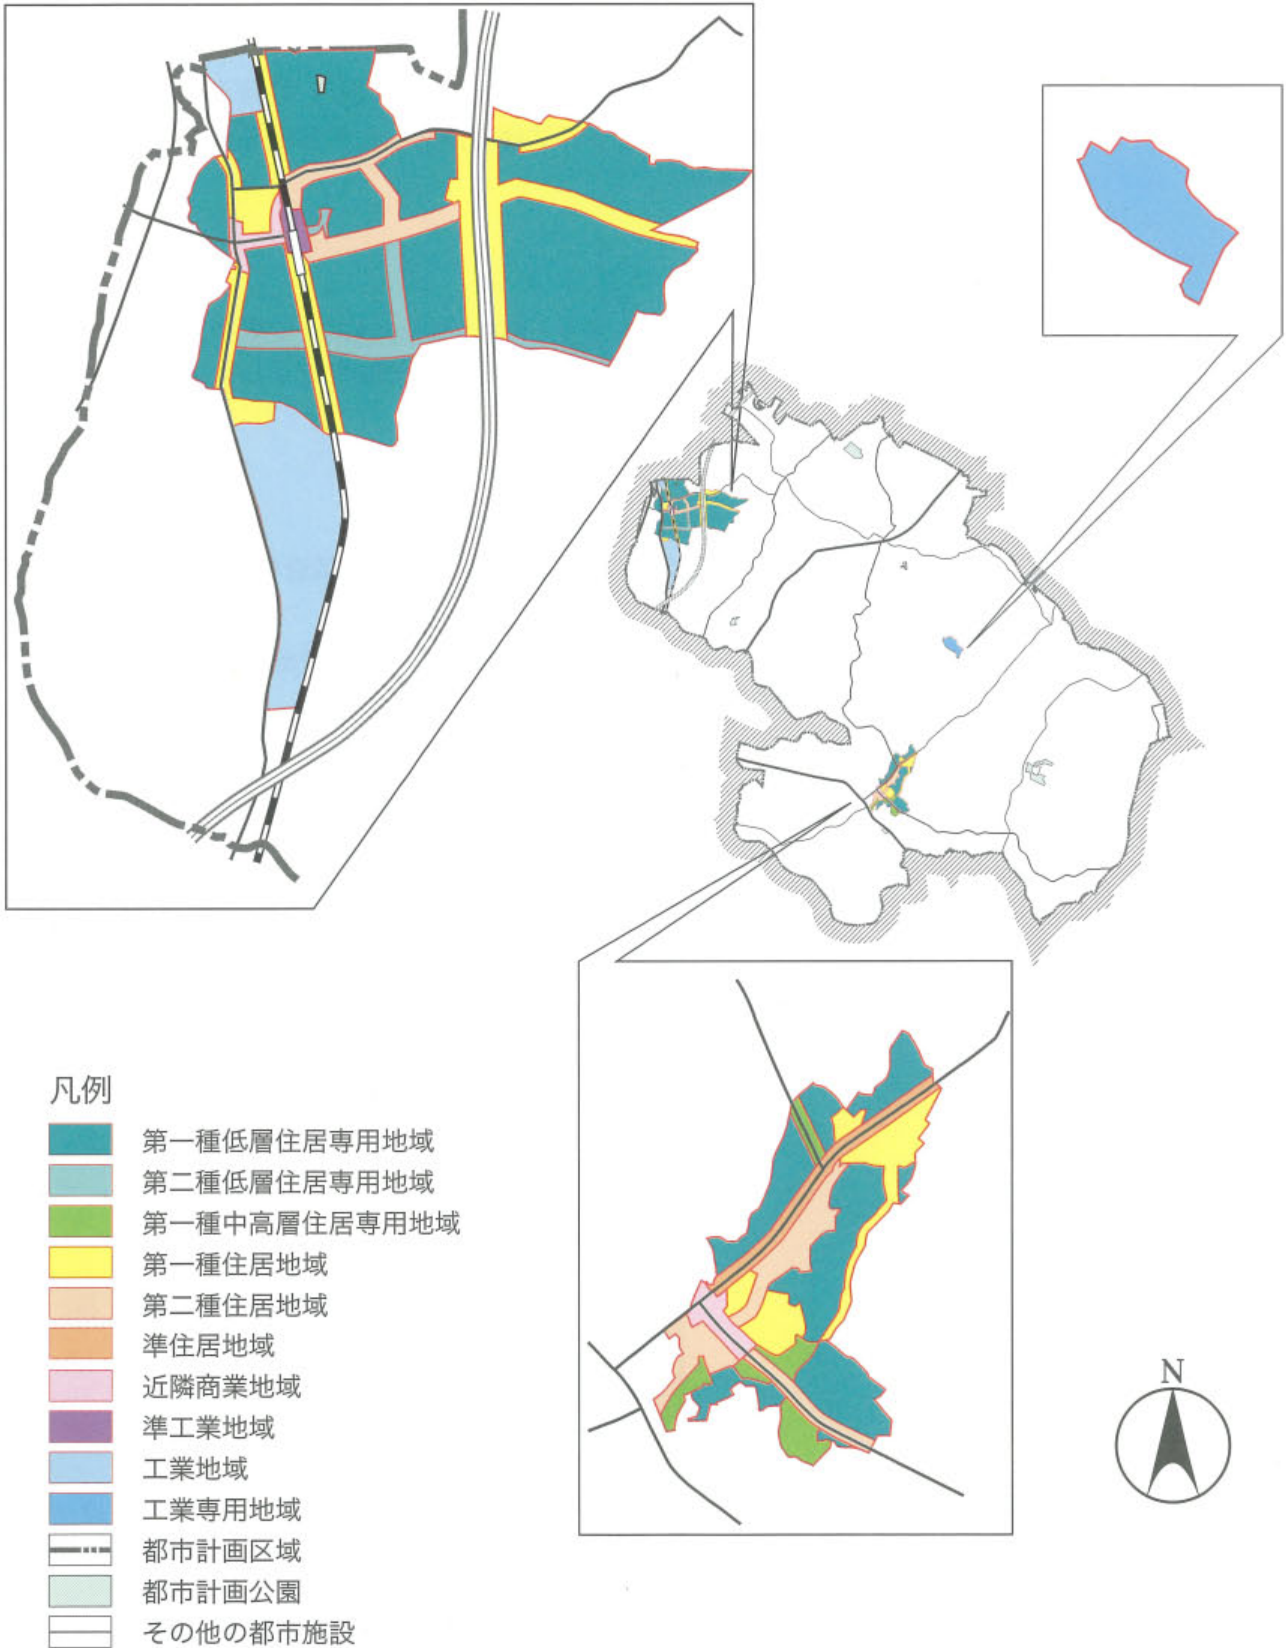 凡例
第一種低層住居専用地域
第二種低層住居専用地域
第一種中高層住居専用地域
第一種住居地域
第二種住居地域
準住居地域
近隣商業地域
準工業地域
工業地域
工業専用地域
都市計画区域
都市計画公園
その他の都市施設
N